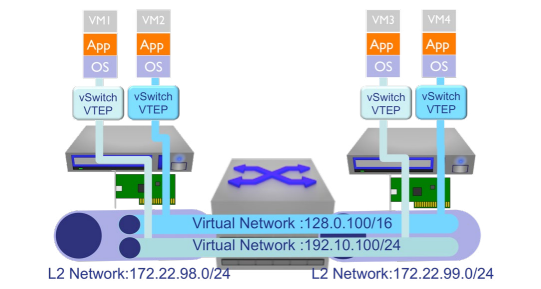 VM1 VM2 VM3 VM4
App App App App
OS OS OS OS
vSwitch vSwitch vSwitch vSwitch
VTEP VTEP VTEP VTEP
Virtual Network :128.0.100/16
Virtual Network :192.10.100/24
L2 Network:172.22.98.0/24 L2 Network:172.22.99.0/24